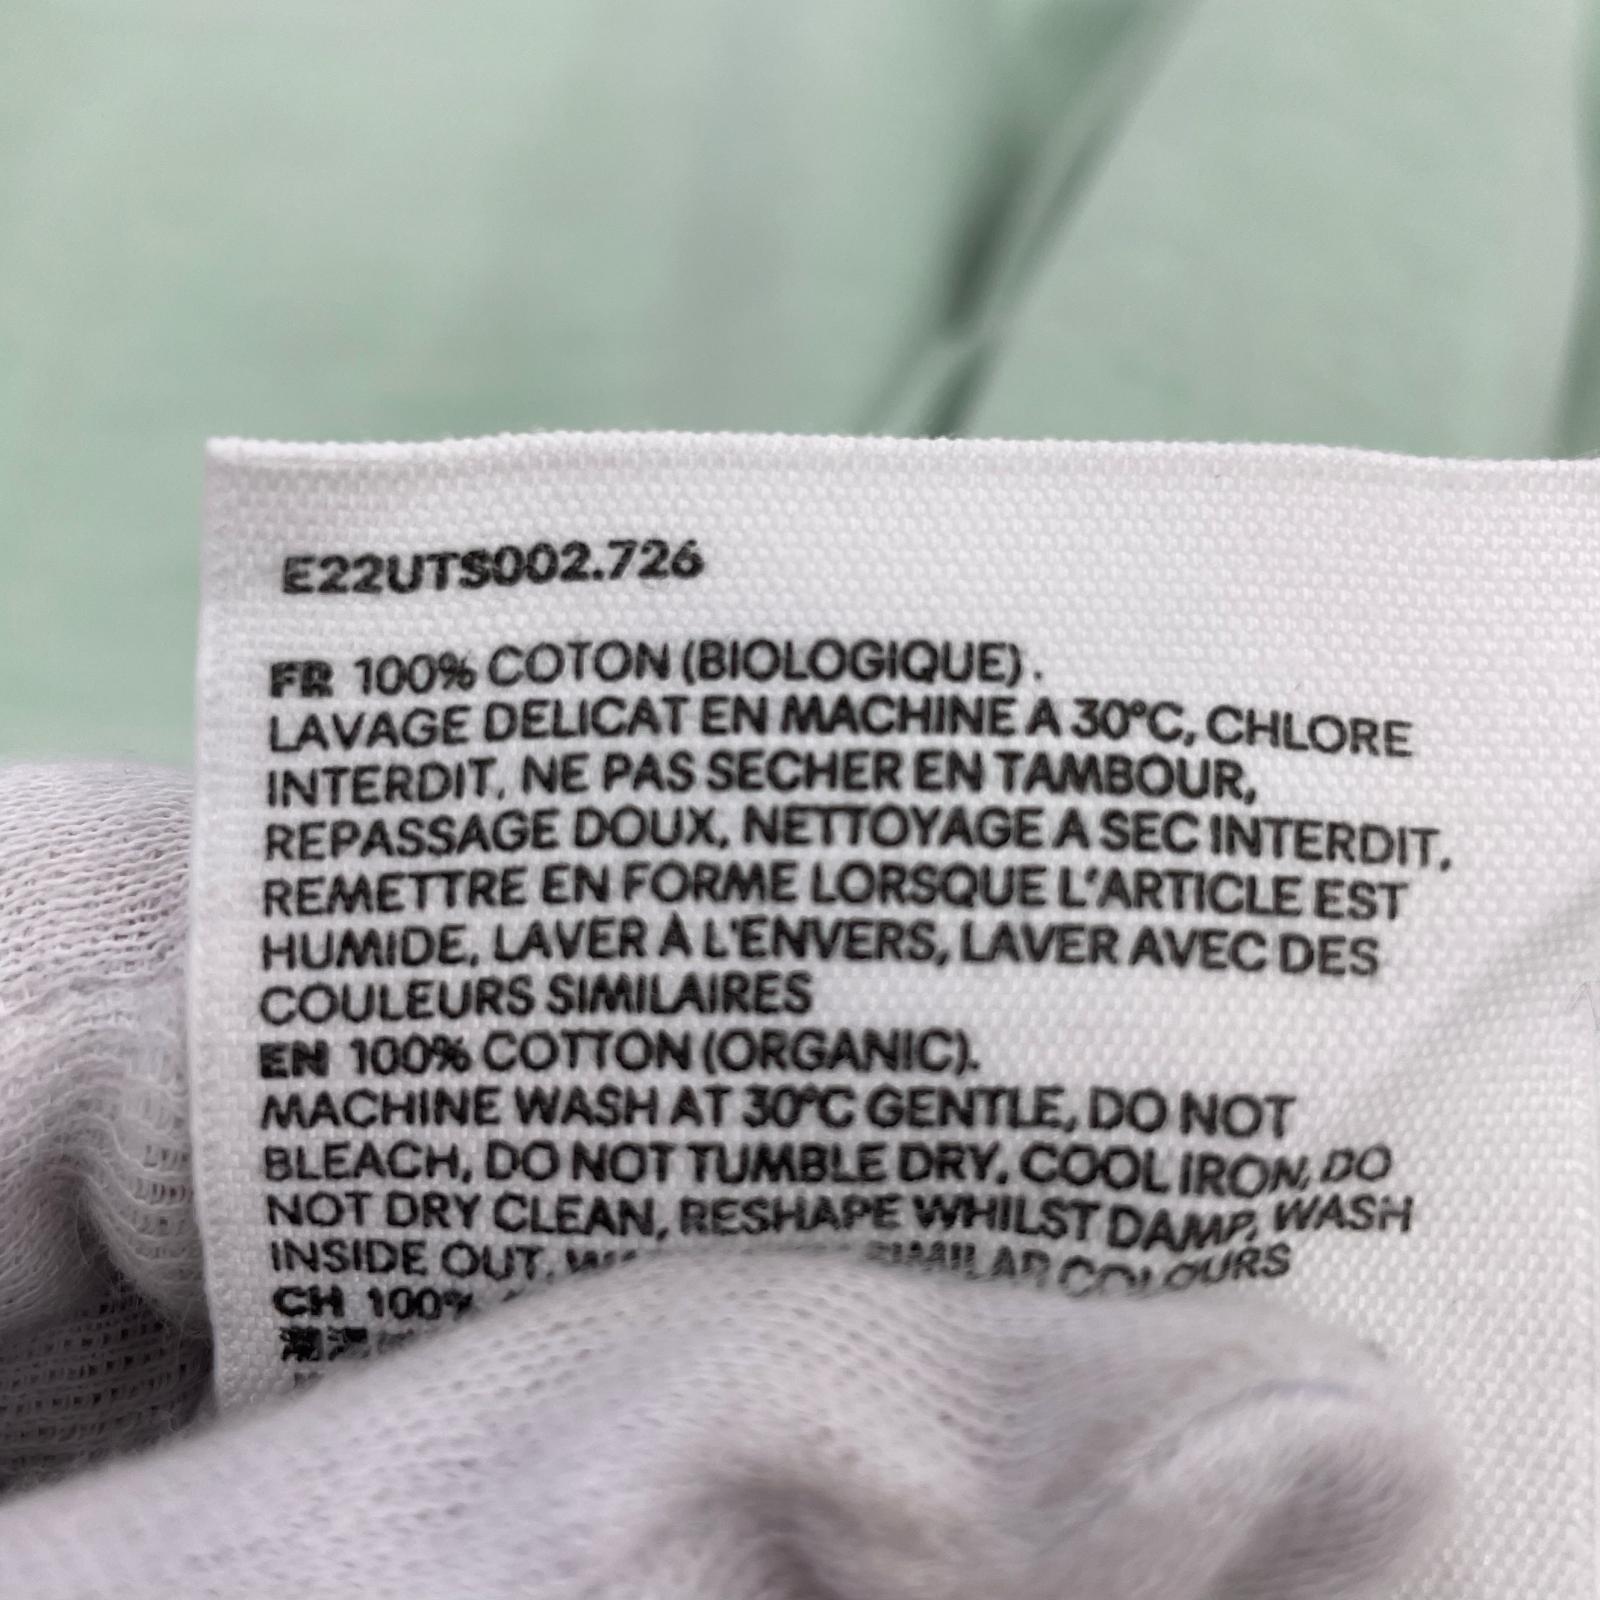 E22UTS002.726
FR 100% COTON (BIOLOGIQUE).
LAVAGE DELICAT EN MACHINE A 30°C, CHLORE
INTERDIT, NE PAS SECHER EN TAMBOUR,
REPASSAGE DOUX, NETTOYAGE A SEC INTERDIT,
REMETTRE EN FORME LORSQUE L'ARTICLE EST
HUMIDE, LAVER À L'ENVERS, LAVER AVEC DES
COULEURS SIMILAIRES
EN 100% COTTON (ORGANIC).
MACHINE WASH AT 30°C GENTLE, DO NOT
BLEACH, DO NOT TUMBLE DRY, COOL IRON, DO
NOT DRY CLEAN, RESHAPE WHILST DAMP, WASH
INSIDE OUT, SIMILAR COLOURS
CH 100%